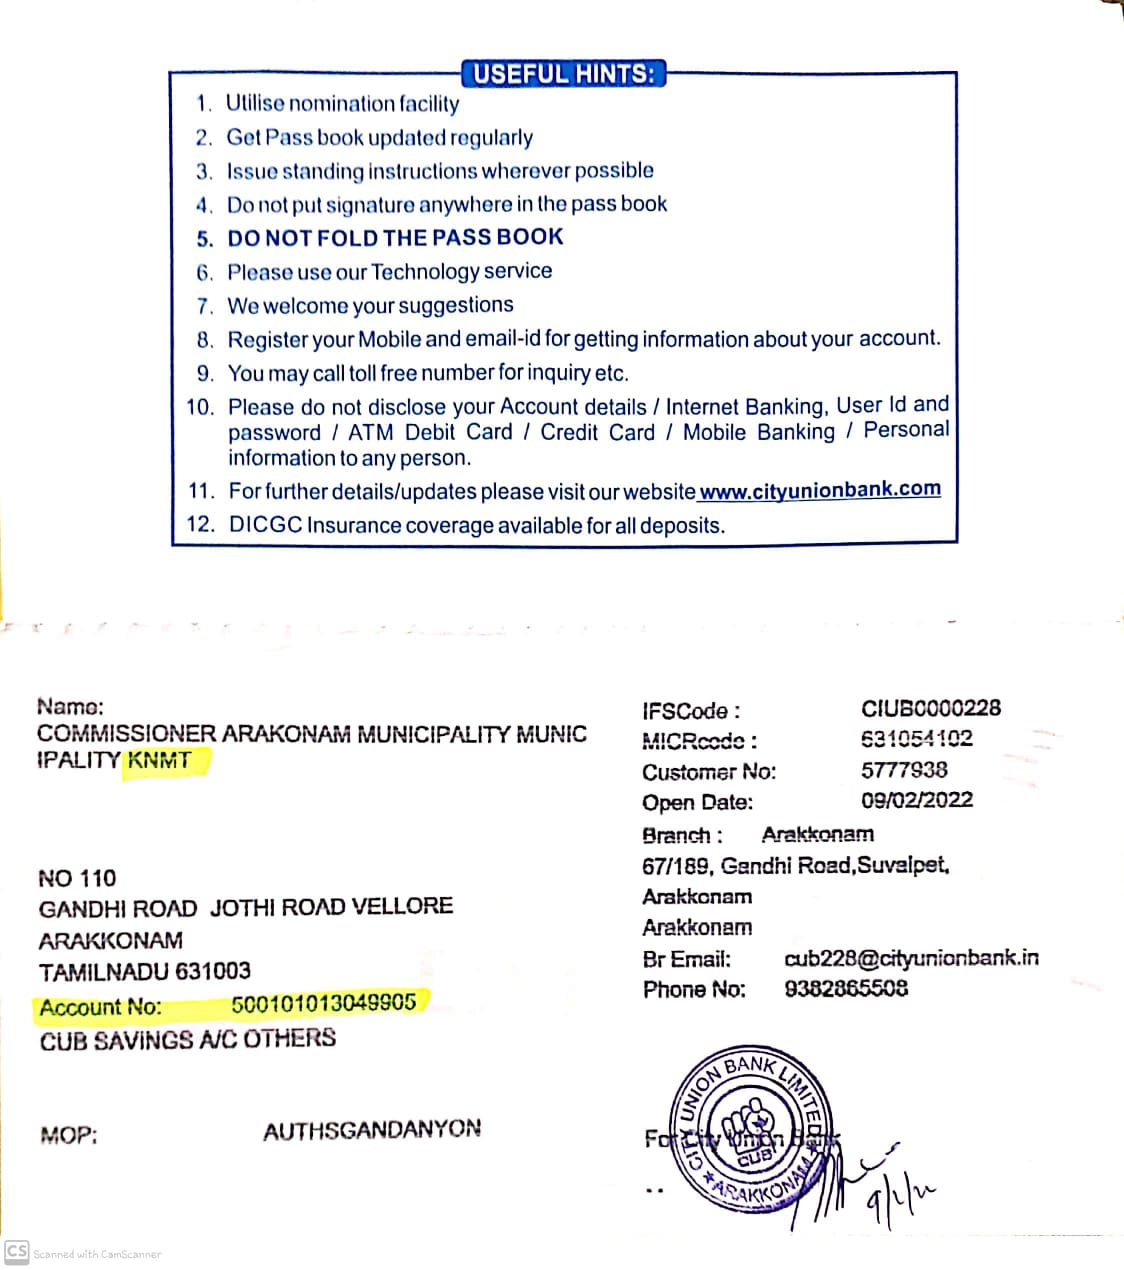 USEFUL HINTS:
1. Utilise nomination facility
2. Get Pass book updated regularly
3. Issue standing instructions wherever possible
4. Do not put signature anywhere in the pass book
5. DO NOT FOLD THE PASS BOOK
6. Please use our Technology service
7. We welcome your suggestions
8. Register your Mobile and email-id for getting information about your account.
9. You may call toll free number for inquiry etc.
10. Please do not disclose your Account details / Internet Banking, User Id and
password / ATM Debit Card / Credit Card / Mobile Banking / Personal
information to any person.
11. For further details/updates please visit our website www.cityunionbank.com
12. DICGC Insurance coverage available for all deposits.
Name:
COMMISSIONER ARAKONAM MUNICIPALITY MUNIC
IPALITY KNMT
NO 110
GANDHI ROAD JOTHI ROAD VELLORE
ARAKKONAM
TAMILNADU 631003
Account No: 500101013049905
CUB SAVINGS A/C OTHERS
MOP: AUTHSGANDANYON
IFSCode : CIUB0000228
MICRcode : 631054102
Customer No: 5777938
Open Date: 09/02/2022
Branch : Arakkonam
67/189, Gandhi Road,Suvalpet,
Arakkonam
Arakkonam
Br Email: cub228@cityunionbank.in
Phone No: 9382865508
For City Union Bank
..
CITY UNION BANK LIMITED
CUB
★ ARAKKONAM ★
9/2/22
CS Scanned with CamScanner